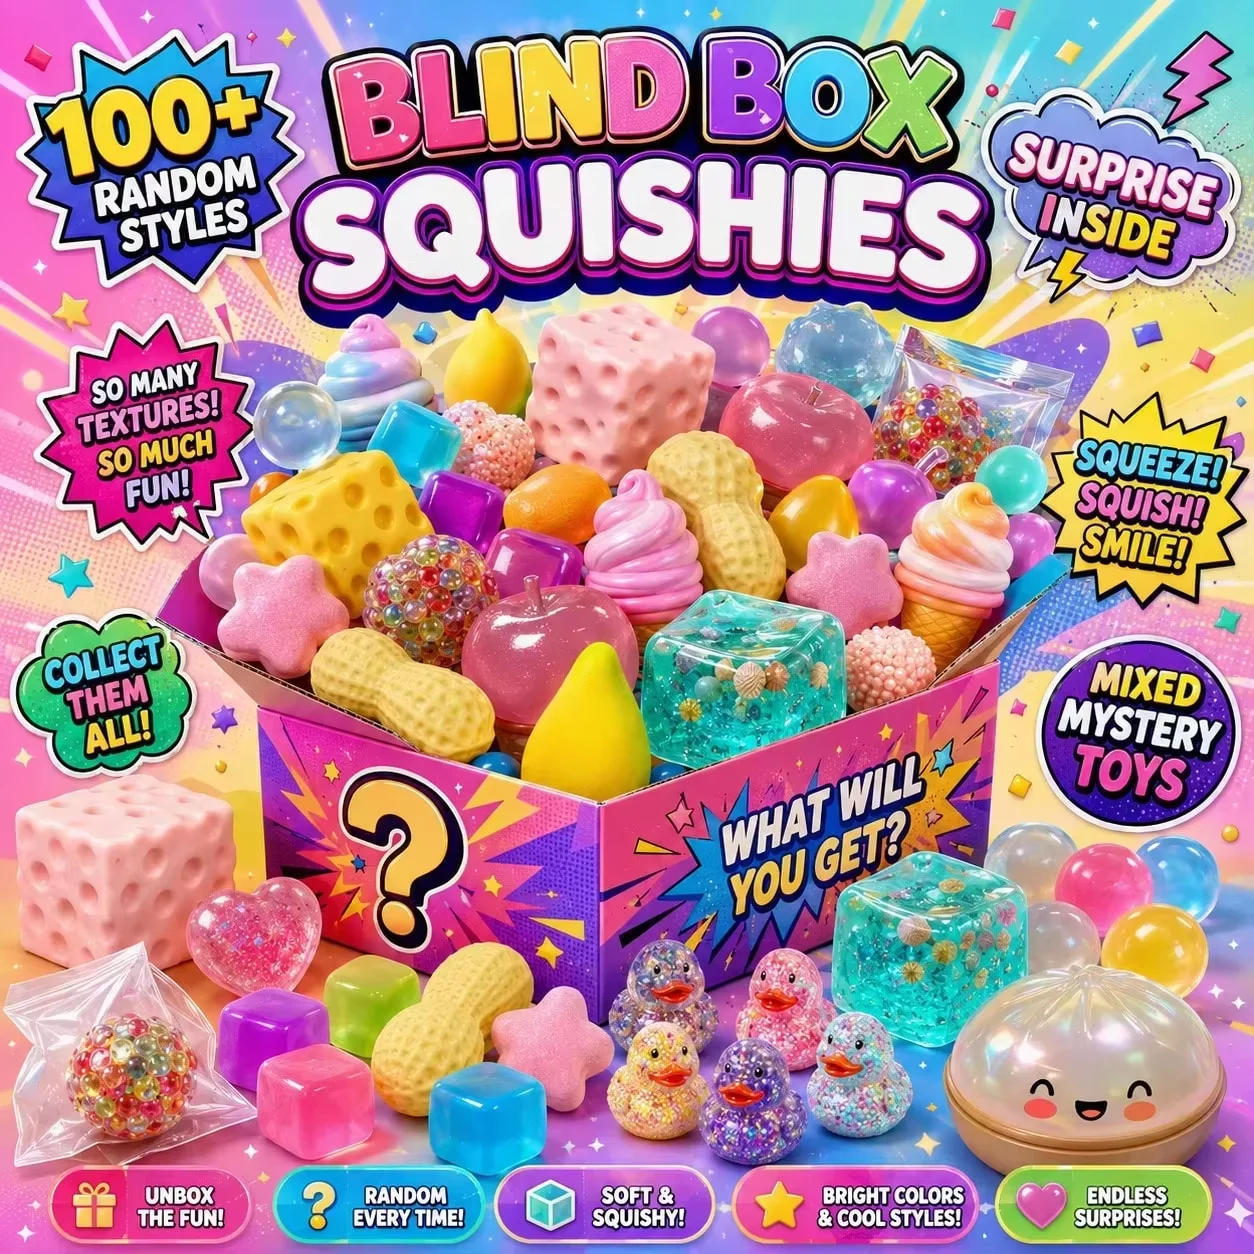 BLIND BOX
SQUISHIES
100+
RANDOM
STYLES
SURPRISE
INSIDE
SO MANY
TEXTURES!
SO MUCH
FUN!
SQUEEZE!
SQUISH!
SMILE!
COLLECT
THEM
ALL!
MIXED
MYSTERY
TOYS
?
WHAT WILL
YOU GET?
UNBOX
THE FUN!
?
RANDOM
EVERY TIME!
SOFT &
SQUISHY!
BRIGHT COLORS
& COOL STYLES!
ENDLESS
SURPRISES!